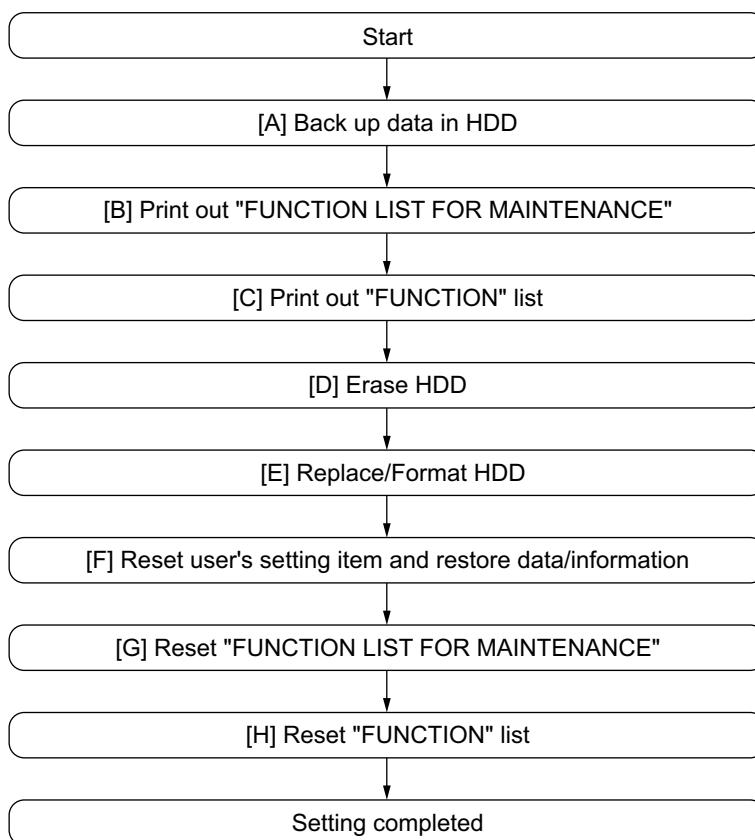 Start
[A] Back up data in HDD
[B] Print out "FUNCTION LIST FOR MAINTENANCE"
[C] Print out "FUNCTION" list
[D] Erase HDD
[E] Replace/Format HDD
[F] Reset user's setting item and restore data/information
[G] Reset "FUNCTION LIST FOR MAINTENANCE"
[H] Reset "FUNCTION" list
Setting completed